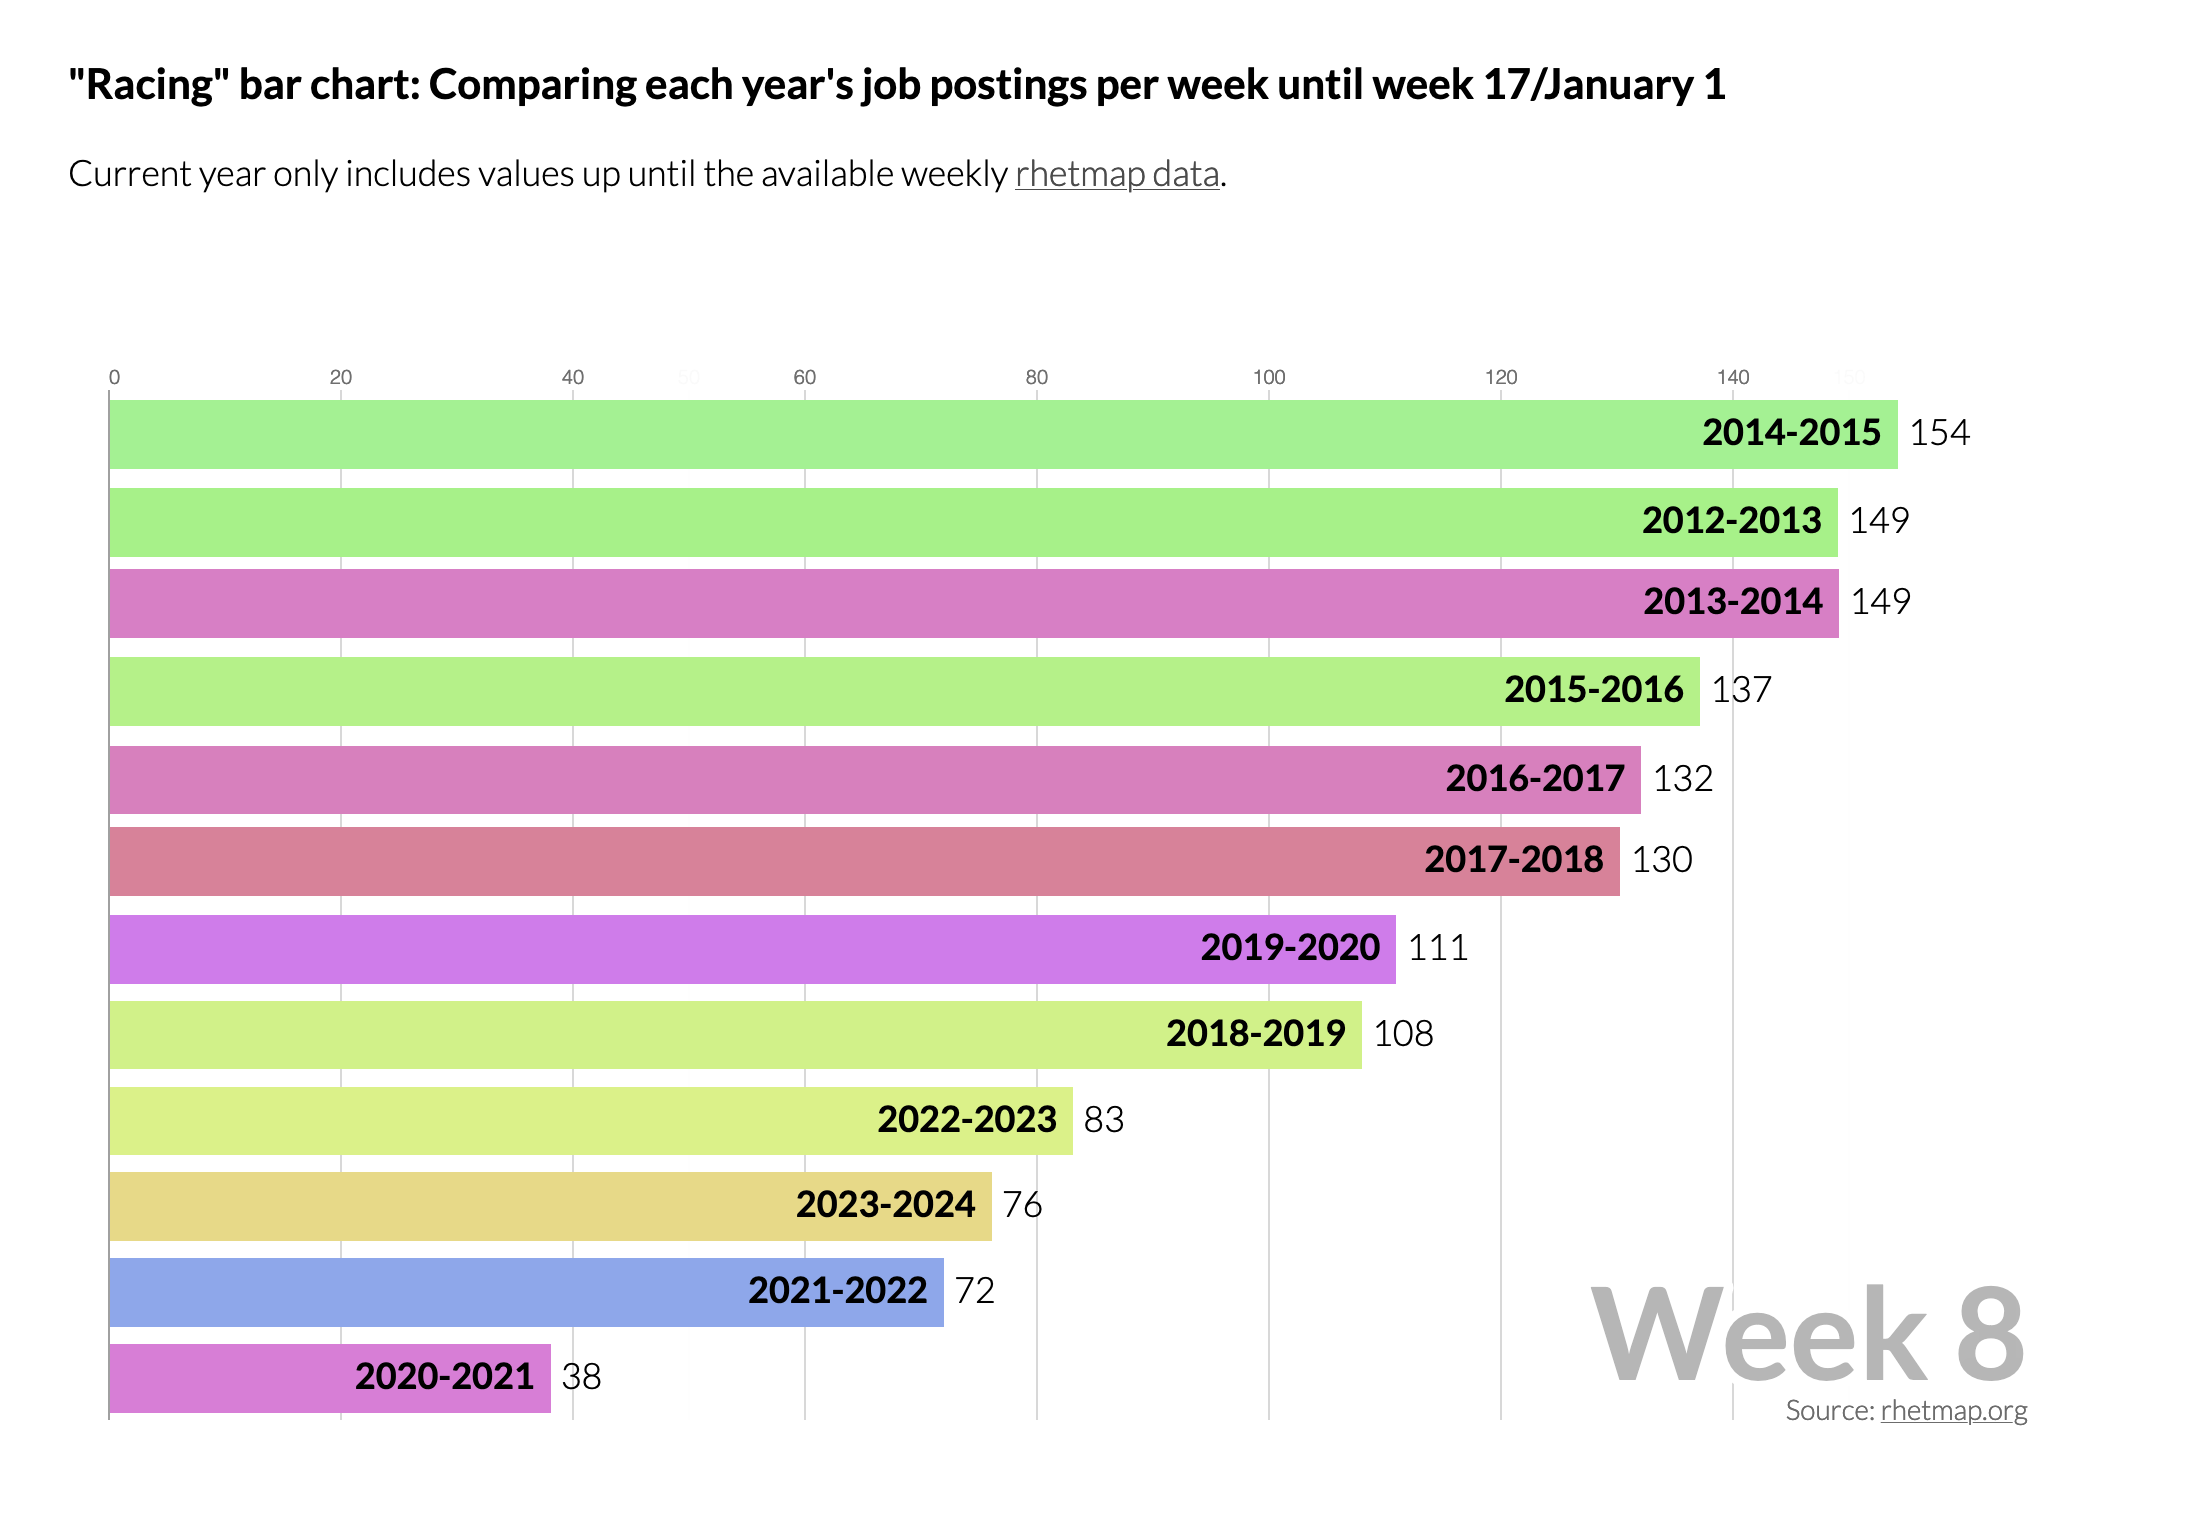 "Racing" bar chart: Comparing each year's job postings per week until week 17/January 1
Current year only includes values up until the available weekly rhetmap data.
0 20 40 50 60 80 100 120 140 150
2014-2015 154
2012-2013 149
2013-2014 149
2015-2016 137
2016-2017 132
2017-2018 130
2019-2020 111
2018-2019 108
2022-2023 83
2023-2024 76
2021-2022 72
2020-2021 38
Week 8
Source: rhetmap.org